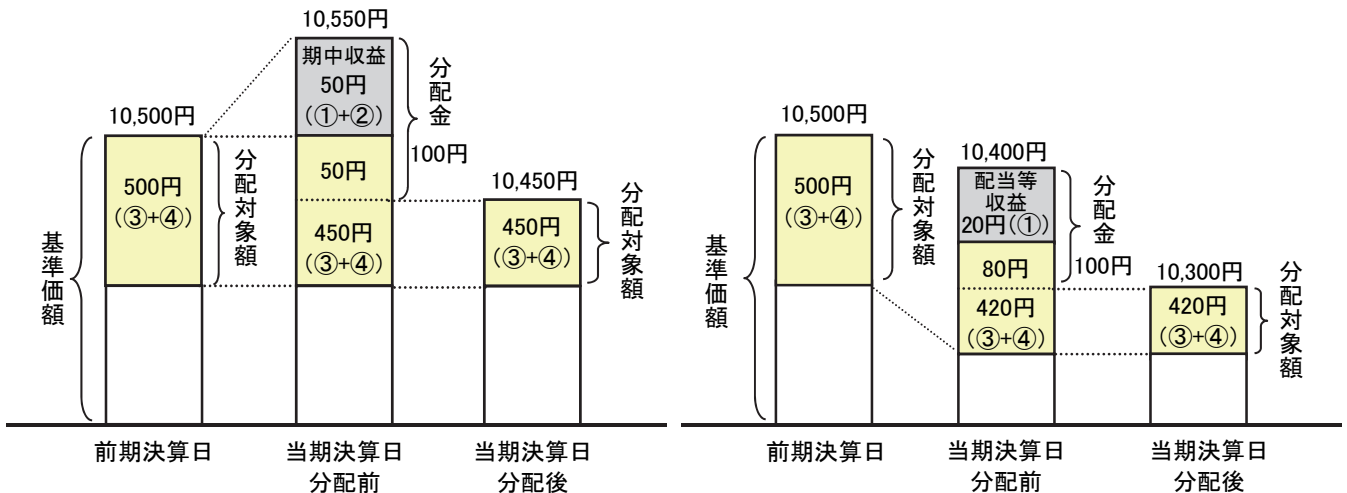 10,550円
期中収益
50円
(①+②)
分配金
100円
10,500円
500円
(③+④)
分配対象額
50円
450円
(③+④)
10,450円
450円
(③+④)
分配対象額
基準価額
前期決算日
当期決算日
分配前
当期決算日
分配後
10,500円
500円
(③+④)
分配対象額
10,400円
配当等
収益
20円(①)
分配金
100円
80円
420円
(③+④)
10,300円
420円
(③+④)
分配対象額
基準価額
前期決算日
当期決算日
分配前
当期決算日
分配後